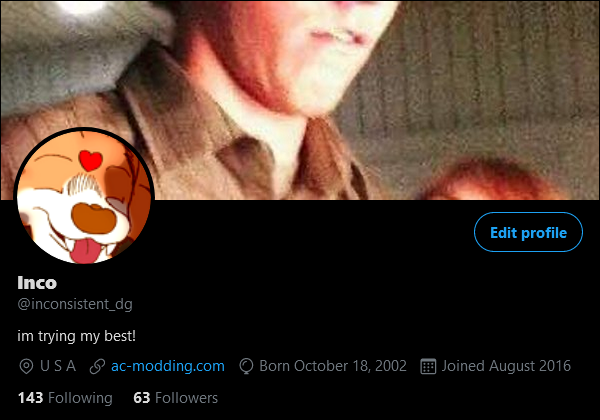 Edit profile
Inco
@inconsistent_dg
im trying my best!
U S A ac-modding.com Born October 18, 2002 Joined August 2016
143 Following 63 Followers